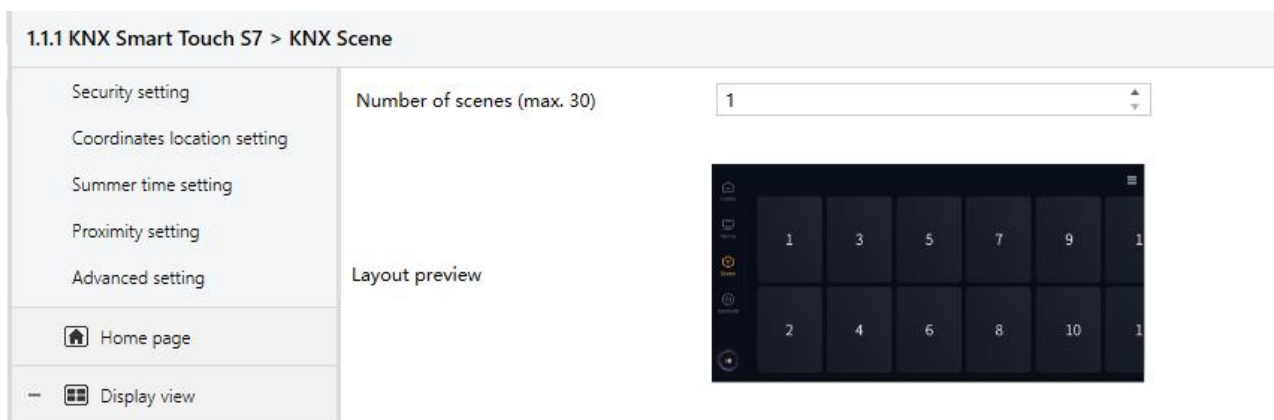 1.1.1 KNX Smart Touch S7 > KNX Scene
Security setting
Coordinates location setting
Summer time setting
Proximity setting
Advanced setting
Home page
Display view
Number of scenes (max. 30)
1
Layout preview
1 3 5 7 9 1
2 4 6 8 10 1